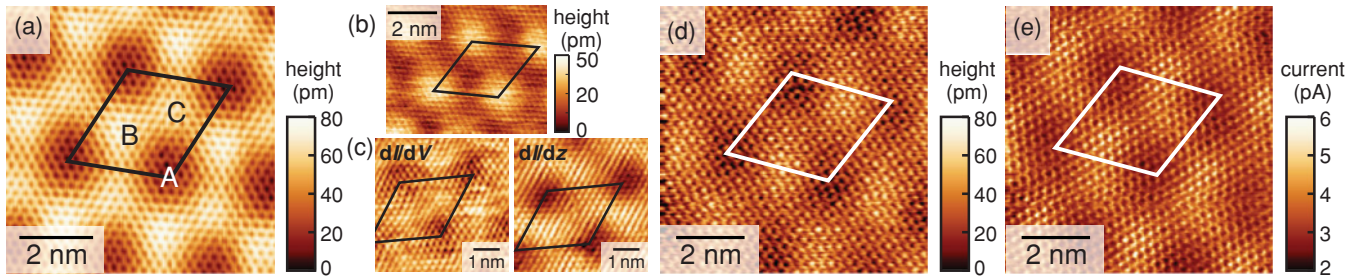 (a)
B
C
A
2 nm
height
(pm)
80
60
40
20
0
(b)
2 nm
height
(pm)
50
20
0
(c)
dI/dV
1 nm
dI/dz
1 nm
(d)
2 nm
height
(pm)
80
60
40
20
0
(e)
2 nm
current
(pA)
6
5
4
3
2